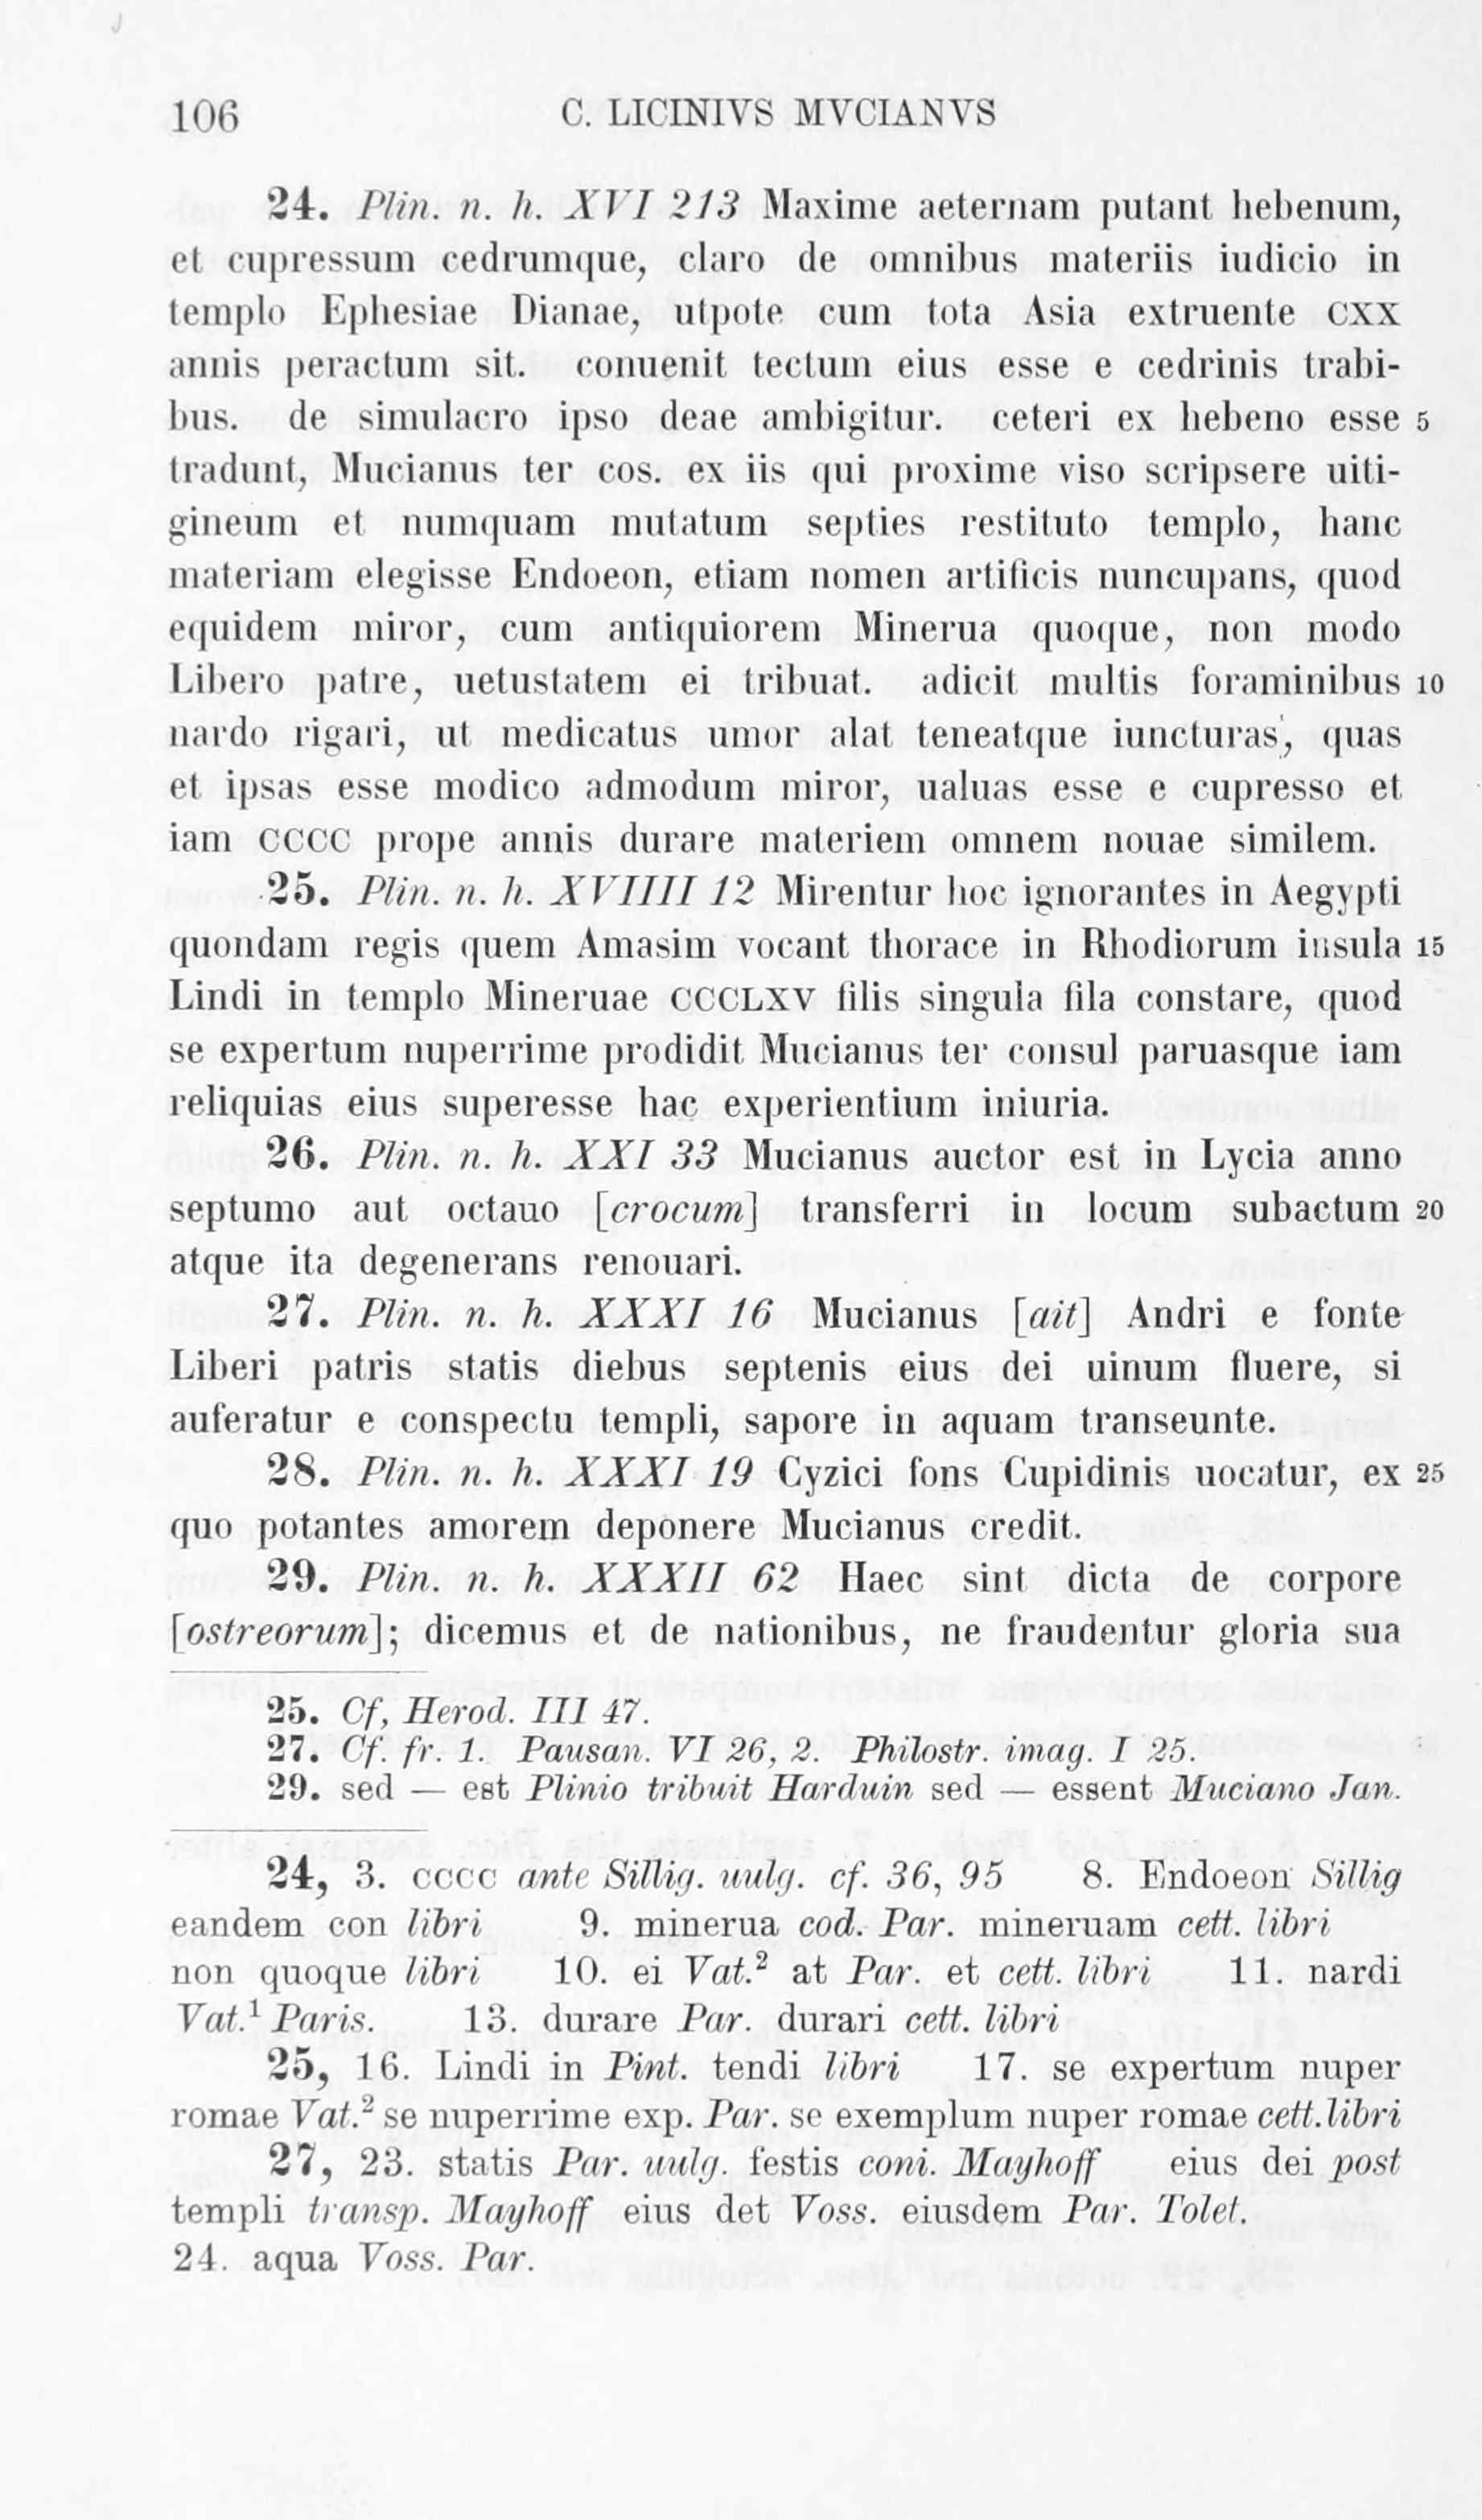 106 C. LICINIVS MVCIANVS
24. Plin. n. h. XVI 213 Maxime aeternam putant hebenum,
et cupressum cedrumque, claro de omnibus materiis iudicio in
templo Ephesiae Dianae, utpote cum tota Asia extruente CXX
annis peractum sit. conuenit tectum eius esse e cedrinis trabi-
bus. de simulacro ipso deae ambigitur. ceteri ex hebeno esse 5
tradunt, Mucianus ter cos. ex iis qui proxime viso scripsere uiti-
gineum et numquam mutatum septies restituto templo, hanc
materiam elegisse Endoeon, etiam nomen artificis nuncupans, quod
equidem miror, cum antiquiorem Minerua quoque, non modo
Libero patre, uetustatem ei tribuat. adicit multis foraminibus 10
nardo rigari, ut medicatus umor alat teneatque iuncturas, quas
et ipsas esse modico admodum miror, ualuas esse e cupresso et
iam CCCC prope annis durare materiem omnem nouae similem.
25. Plin. n. h. XVIIII 12 Mirentur hoc ignorantes in Aegypti
quondam regis quem Amasim vocant thorace in Rhodiorum insula 15
Lindi in templo Mineruae CCCLXV filis singula fila constare, quod
se expertum nuperrime prodidit Mucianus ter consul paruasque iam
reliquias eius superesse hac experientium iniuria.
26. Plin. n. h. XXI 33 Mucianus auctor est in Lycia anno
septumo aut octauo [crocum] transferri in locum subactum 20
atque ita degenerans renouari.
27. Plin. n. h. XXXI 16 Mucianus [ait] Andri e fonte
Liberi patris statis diebus septenis eius dei uinum fluere, si
auferatur e conspectu templi, sapore in aquam transeunte.
28. Plin. n. h. XXXI 19 Cyzici fons Cupidinis uocatur, ex 25
quo potantes amorem deponere Mucianus credit.
29. Plin. n. h. XXXII 62 Haec sint dicta de corpore
[ostreorum]; dicemus et de nationibus, ne fraudentur gloria sua
25. Cf, Herod. III 47.
27. Cf. fr. 1. Pausan. VI 26, 2. Philostr. imag. I 25.
29. sed — est Plinio tribuit Harduin sed — essent Muciano Jan.
24, 3. cccc ante Sillig. uulg. cf. 36, 95 8. Endoeon Sillig
eandem con libri 9. minerua cod. Par. mineruam cett. libri
non quoque libri 10. ei Vat.² at Par. et cett. libri 11. nardi
Vat.¹ Paris. 13. durare Par. durari cett. libri
25, 16. Lindi in Pint. tendi libri 17. se expertum nuper
romae Vat.² se nuperrime exp. Par. se exemplum nuper romae cett. libri
27, 23. statis Par. uulg. festis coni. Mayhoff eius dei post
templi transp. Mayhoff eius det Voss. eiusdem Par. Tolet.
24. aqua Voss. Par.